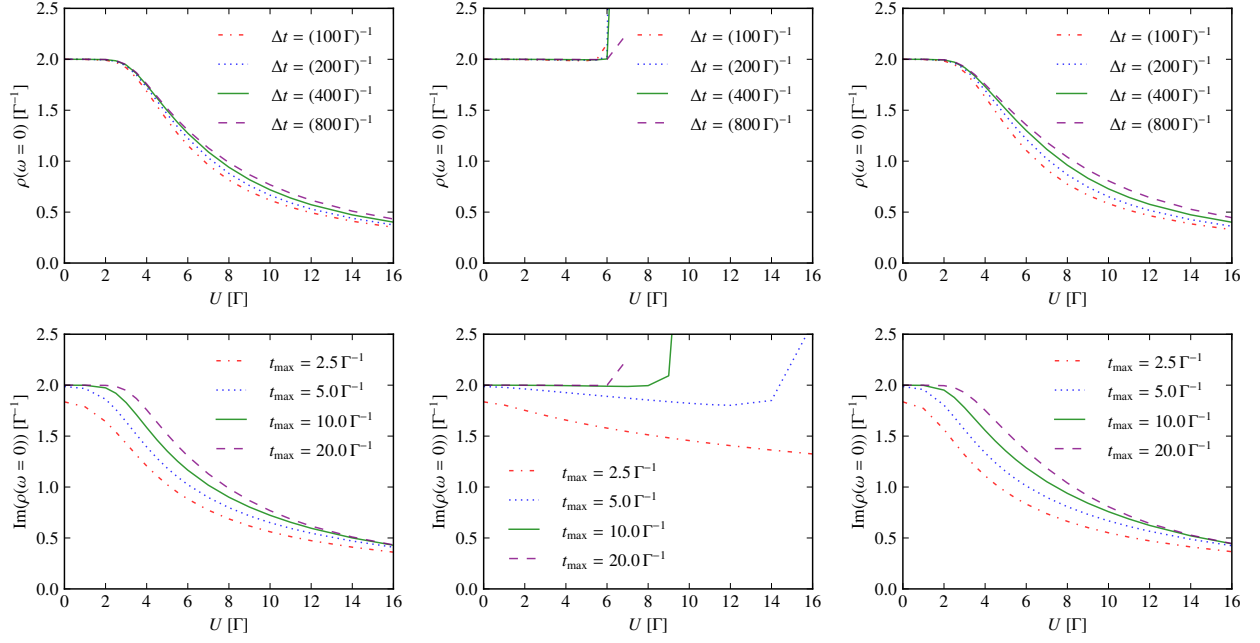 2.5
2.0
1.5
1.0
0.5
0.0
ρ(ω = 0) [Γ⁻¹]
Δt = (100 Γ)⁻¹
Δt = (200 Γ)⁻¹
Δt = (400 Γ)⁻¹
Δt = (800 Γ)⁻¹
0 2 4 6 8 10 12 14 16
U [Γ]
2.5
2.0
1.5
1.0
0.5
0.0
ρ(ω = 0) [Γ⁻¹]
Δt = (100 Γ)⁻¹
Δt = (200 Γ)⁻¹
Δt = (400 Γ)⁻¹
Δt = (800 Γ)⁻¹
0 2 4 6 8 10 12 14 16
U [Γ]
2.5
2.0
1.5
1.0
0.5
0.0
ρ(ω = 0) [Γ⁻¹]
Δt = (100 Γ)⁻¹
Δt = (200 Γ)⁻¹
Δt = (400 Γ)⁻¹
Δt = (800 Γ)⁻¹
0 2 4 6 8 10 12 14 16
U [Γ]
2.5
2.0
1.5
1.0
0.5
0.0
Im(ρ(ω = 0)) [Γ⁻¹]
t_max = 2.5 Γ⁻¹
t_max = 5.0 Γ⁻¹
t_max = 10.0 Γ⁻¹
t_max = 20.0 Γ⁻¹
0 2 4 6 8 10 12 14 16
U [Γ]
2.5
2.0
1.5
1.0
0.5
0.0
Im(ρ(ω = 0)) [Γ⁻¹]
t_max = 2.5 Γ⁻¹
t_max = 5.0 Γ⁻¹
t_max = 10.0 Γ⁻¹
t_max = 20.0 Γ⁻¹
0 2 4 6 8 10 12 14 16
U [Γ]
2.5
2.0
1.5
1.0
0.5
0.0
Im(ρ(ω = 0)) [Γ⁻¹]
t_max = 2.5 Γ⁻¹
t_max = 5.0 Γ⁻¹
t_max = 10.0 Γ⁻¹
t_max = 20.0 Γ⁻¹
0 2 4 6 8 10 12 14 16
U [Γ]